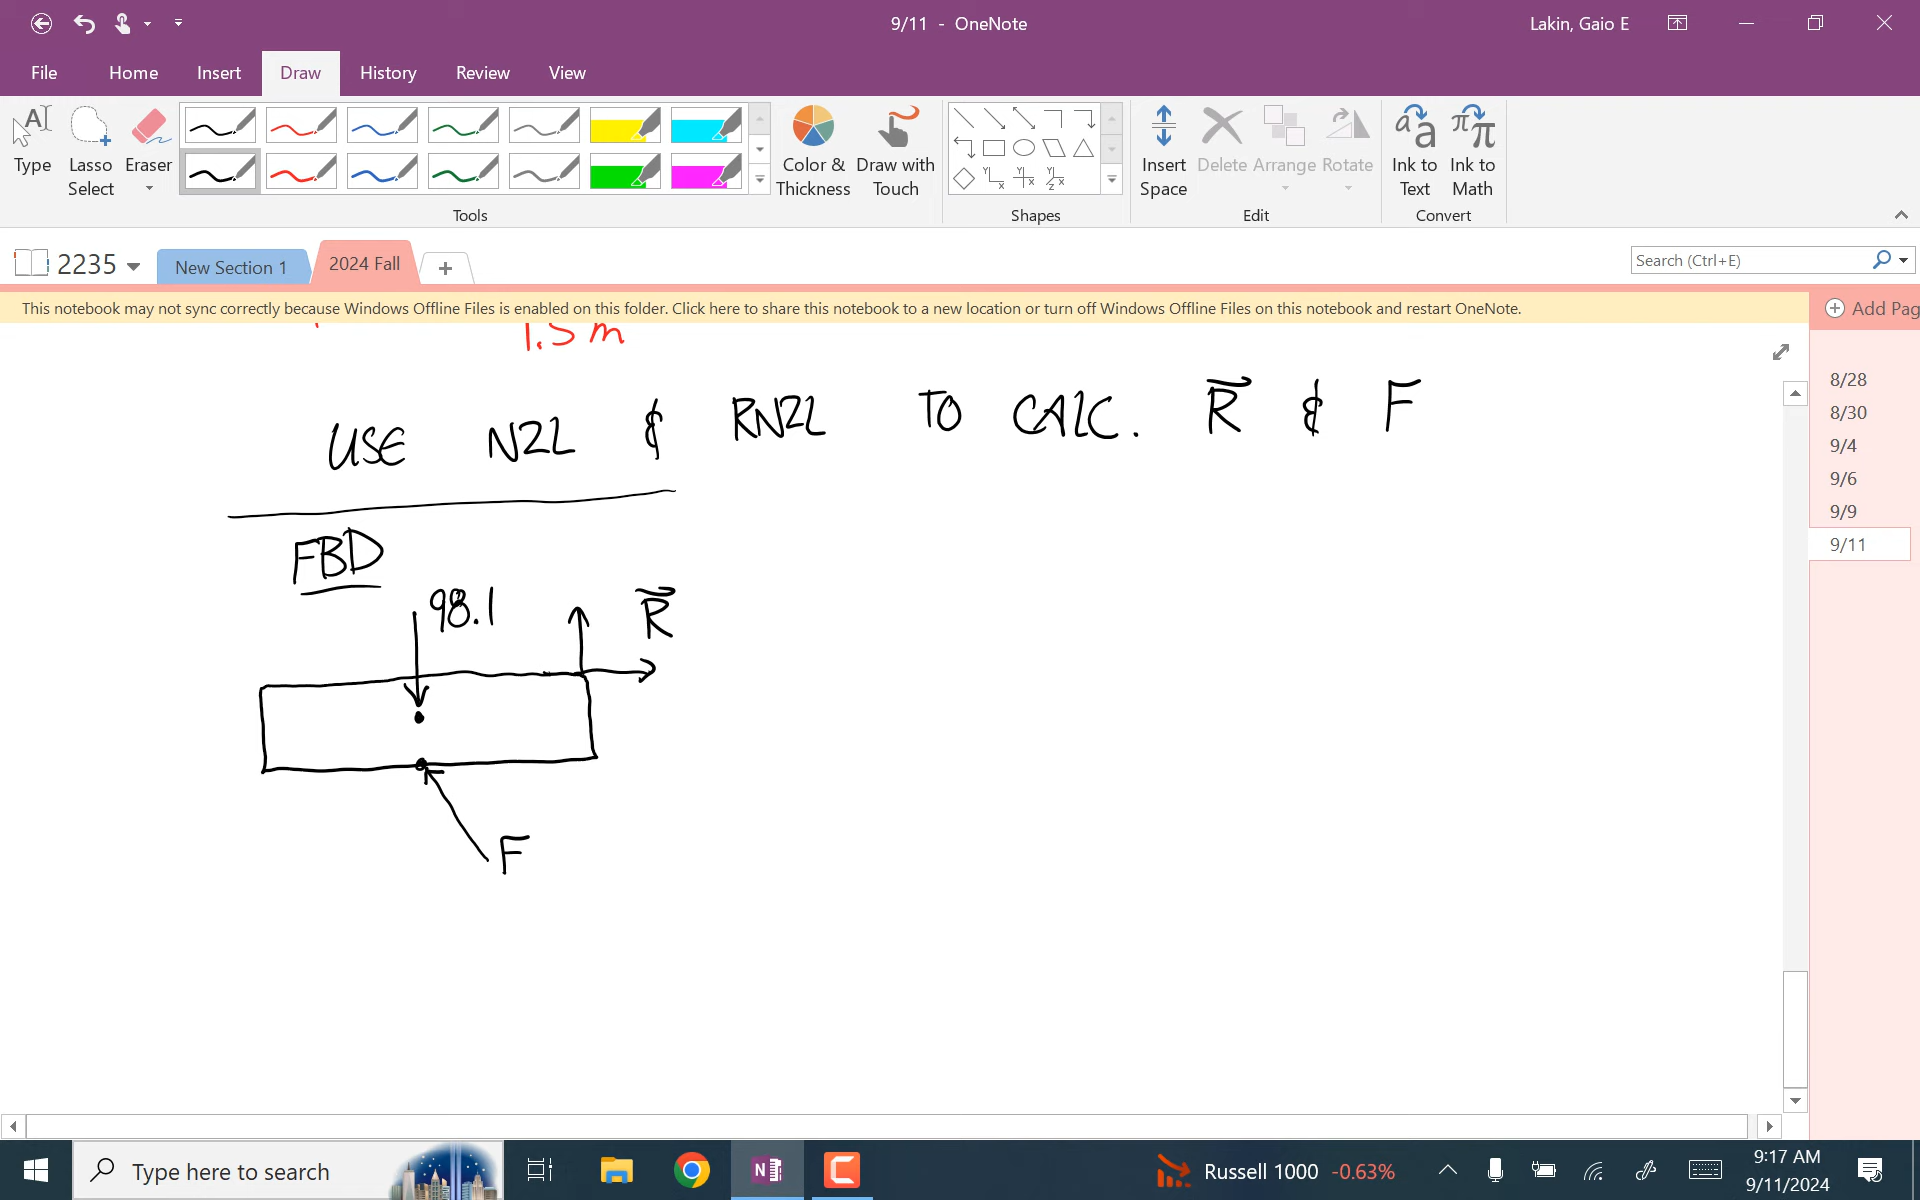 9/11 - OneNote
Lakin, Gaio E
File Home Insert Draw History Review View
Type
Lasso Select
Eraser
Color & Thickness
Draw with Touch
Insert Space
Delete
Arrange
Rotate
Ink to Text
Ink to Math
Tools
Shapes
Edit
Convert
2235
New Section 1
2024 Fall
Search (Ctrl+E)
This notebook may not sync correctly because Windows Offline Files is enabled on this folder. Click here to share this notebook to a new location or turn off Windows Offline Files on this notebook and restart OneNote.
Add Pag
8/28
8/30
9/4
9/6
9/9
9/11
1.5 m
USE N2L & RN2L TO CALC. R & F
FBD
98.1
R
F
Type here to search
Russell 1000 -0.63%
9:17 AM
9/11/2024